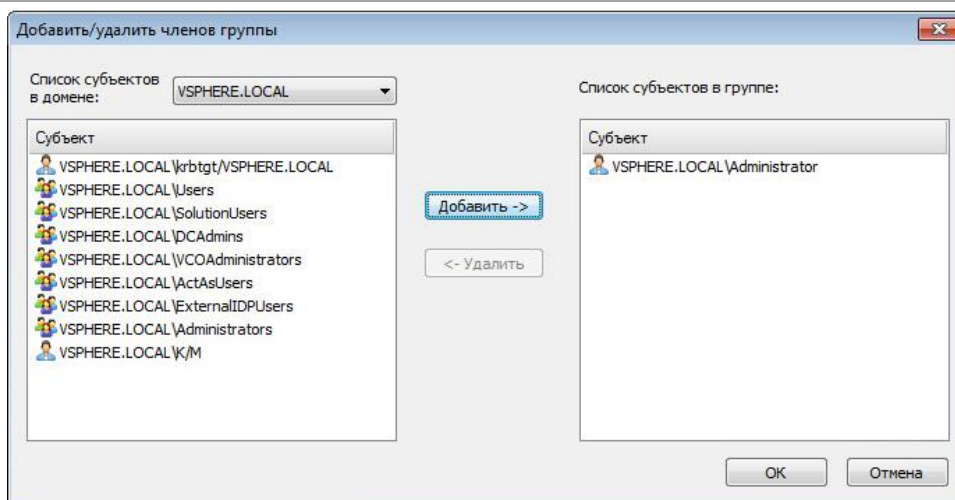 Добавить/удалить членов группы
Список субъектов
в домене:
VSPHERE.LOCAL
Список субъектов в группе:
Субъект
VSPHERE.LOCAL\krbtgt/VSPHERE.LOCAL
VSPHERE.LOCAL\Users
VSPHERE.LOCAL\SolutionUsers
VSPHERE.LOCAL\DCAdmins
VSPHERE.LOCAL\VCOAdministrators
VSPHERE.LOCAL\ActAsUsers
VSPHERE.LOCAL\ExternalIDPUsers
VSPHERE.LOCAL\Administrators
VSPHERE.LOCAL\K/M
Добавить ->
<- Удалить
Субъект
VSPHERE.LOCAL\Administrator
OK
Отмена